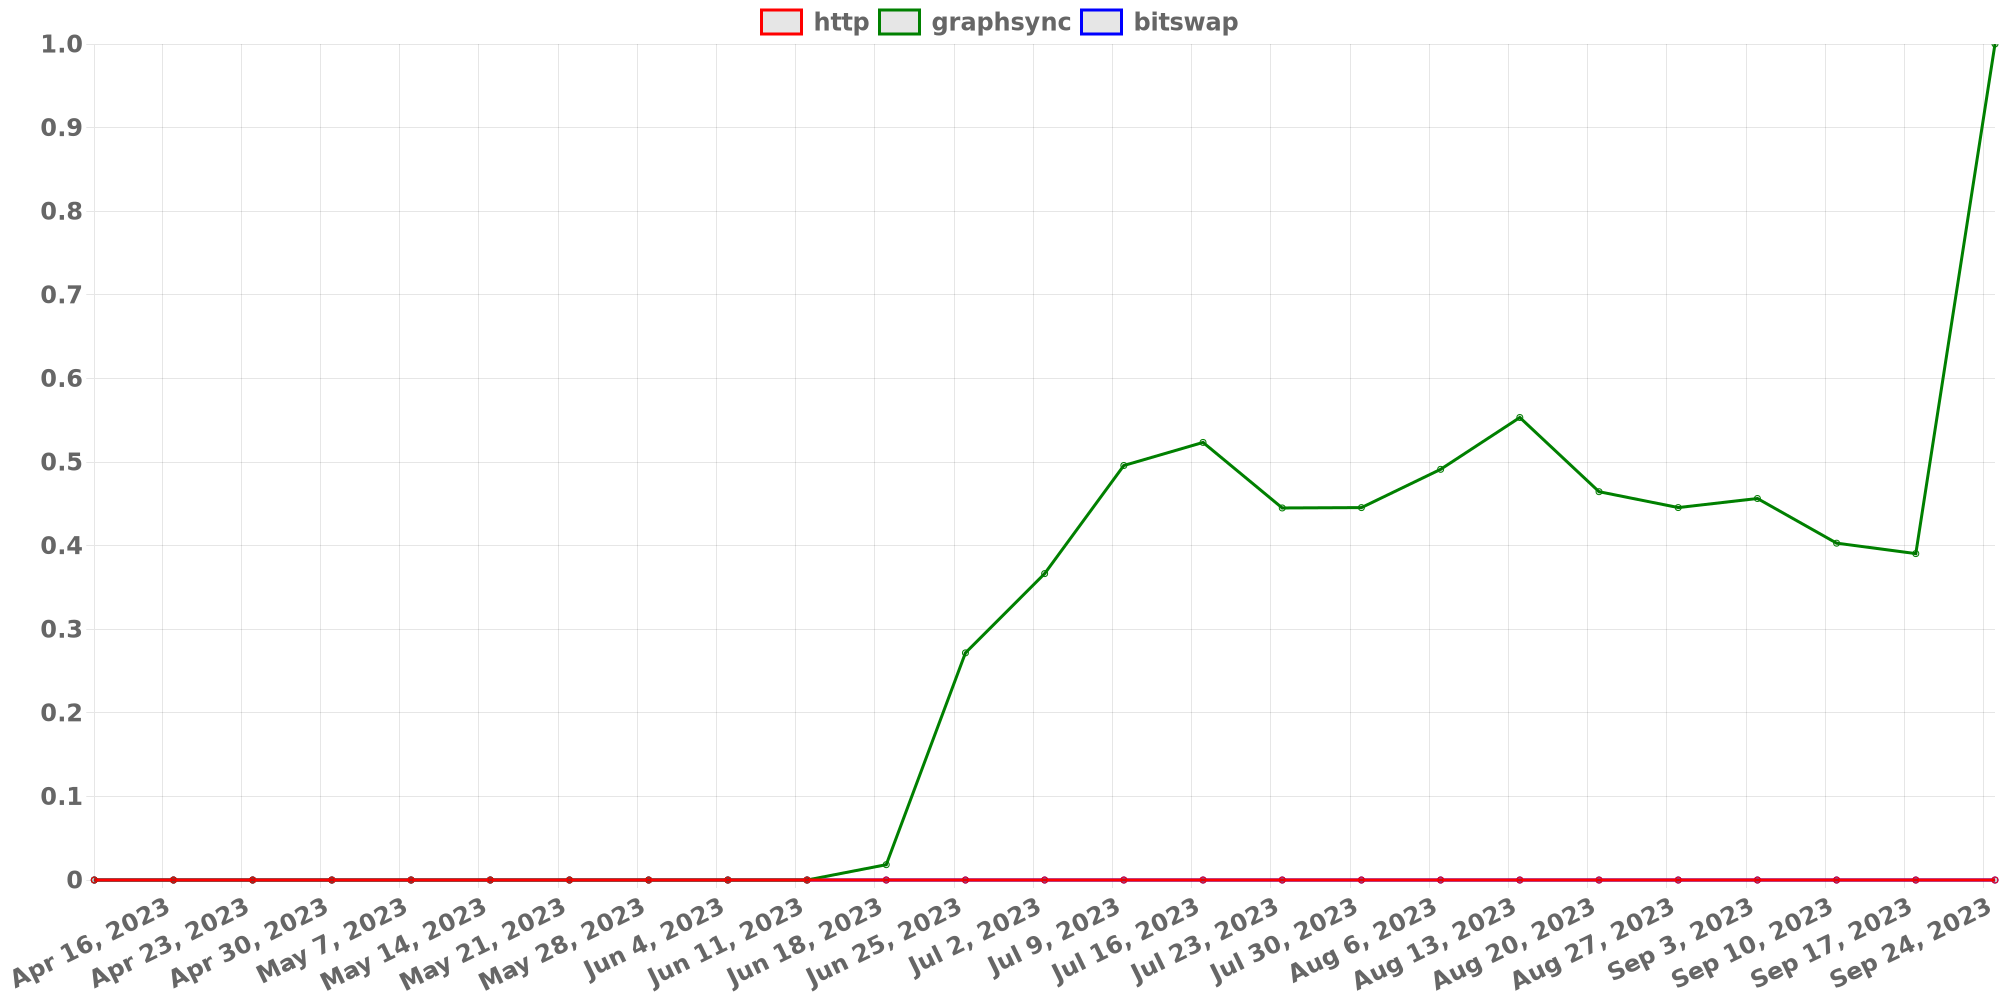 http graphsync bitswap
1.0
0.9
0.8
0.7
0.6
0.5
0.4
0.3
0.2
0.1
0
Apr 16, 2023
Apr 23, 2023
Apr 30, 2023
May 7, 2023
May 14, 2023
May 21, 2023
May 28, 2023
Jun 4, 2023
Jun 11, 2023
Jun 18, 2023
Jun 25, 2023
Jul 2, 2023
Jul 9, 2023
Jul 16, 2023
Jul 23, 2023
Jul 30, 2023
Aug 6, 2023
Aug 13, 2023
Aug 20, 2023
Aug 27, 2023
Sep 3, 2023
Sep 10, 2023
Sep 17, 2023
Sep 24, 2023